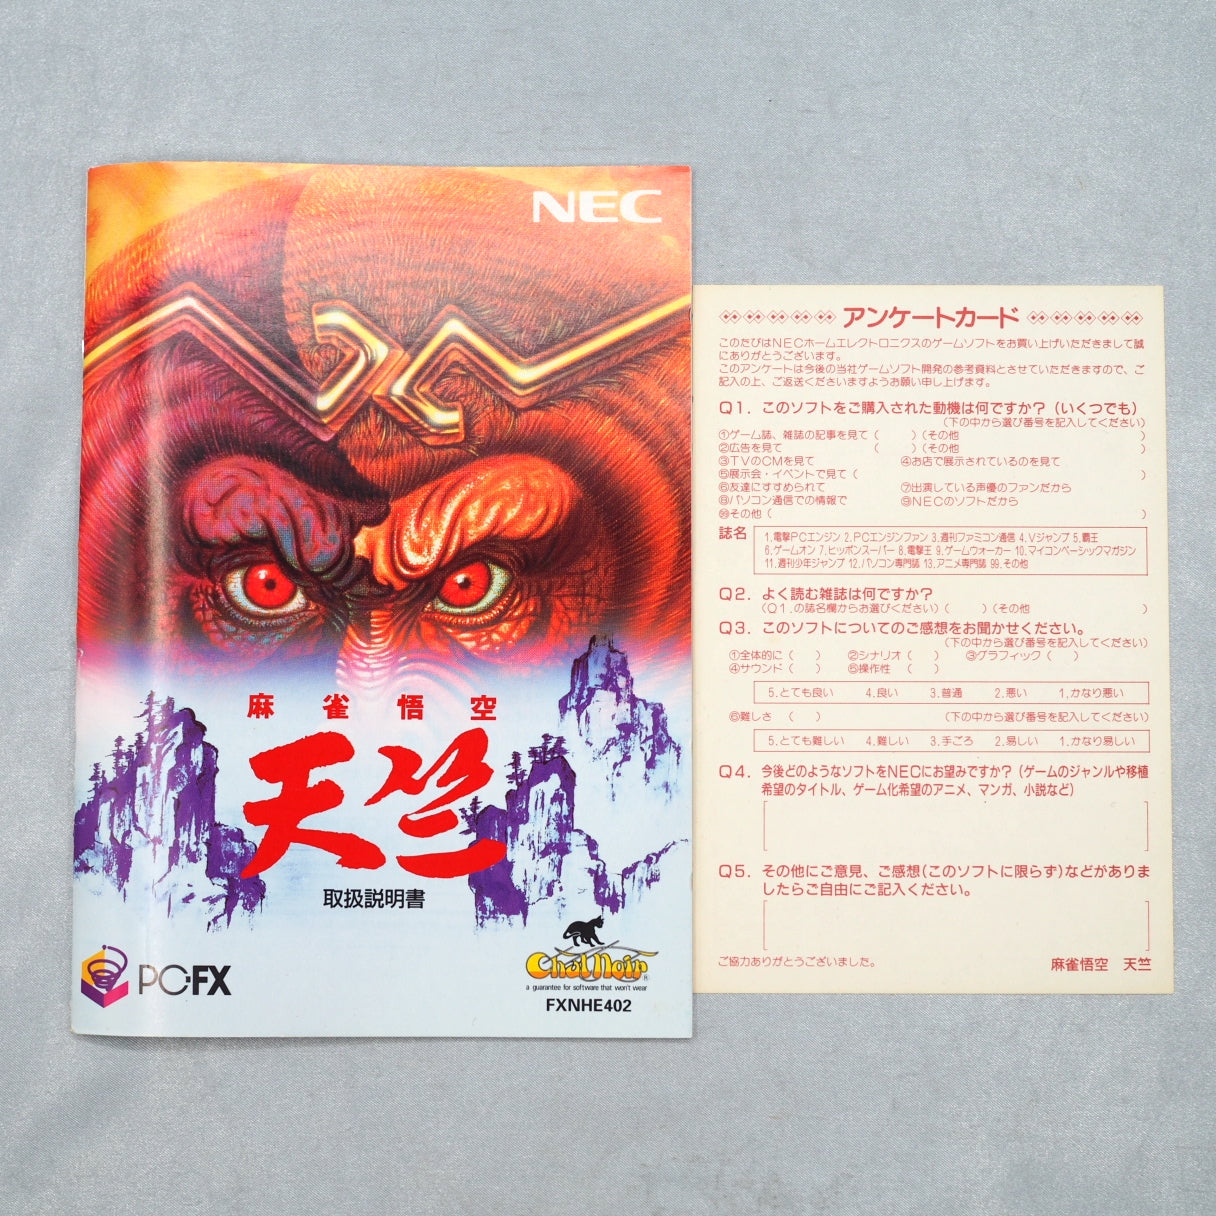 NEC
麻雀悟空
天竺
取扱説明書
PC-FX
Chat Noir
®
a guarantee for software that won't wear
FXNHE402
アンケートカード
このたびはNECホームエレクトロニクスのゲームソフトをお買い上げいただきまして誠
にありがとうございます。
このアンケートは今後の当社ゲームソフト開発の参考資料とさせていただきますので、ご
記入の上、ご返送くださいますようお願い申し上げます。
Q1. このソフトをご購入された動機は何ですか?(いくつでも)
(下の中から選び番号を記入してください)
①ゲーム誌、雑誌の記事を見て( )(その他 )
②広告を見て ( )(その他 )
③TVのCMを見て ④お店で展示されているのを見て
⑤展示会・イベントで見て( )
⑥友達にすすめられて ⑦出演している声優のファンだから
⑧パソコン通信での情報で ⑨NECのソフトだから
99その他( )
誌名 1.電撃PCエンジン 2.PCエンジンファン 3.週刊ファミコン通信 4.Vジャンプ 5.覇王
6.ゲームオン 7.ヒッポンスーパー 8.電撃王 9.ゲームウォーカー 10.マイコンベーシックマガジン
11.週刊少年ジャンプ 12.パソコン専門誌 13.アニメ専門誌 99.その他
Q2. よく読む雑誌は何ですか?
(Q1.の誌名欄からお選びください)( )(その他 )
Q3. このソフトについてのご感想をお聞かせください。
(下の中から選び番号を記入してください)
①全体的に( ) ②シナリオ( ) ③グラフィック( )
④サウンド( ) ⑤操作性 ( )
5.とても良い 4.良い 3.普通 2.悪い 1.かなり悪い
⑥難しさ ( ) (下の中から選び番号を記入してください)
5.とても難しい 4.難しい 3.手ごろ 2.易しい 1.かなり易しい
Q4. 今後どのようなソフトをNECにお望みですか?(ゲームのジャンルや移植
希望のタイトル、ゲーム化希望のアニメ、マンガ、小説など)
Q5. その他にご意見、ご感想(このソフトに限らず)などがありま
したらご自由にご記入ください。
ご協力ありがとうございました。
麻雀悟空 天竺